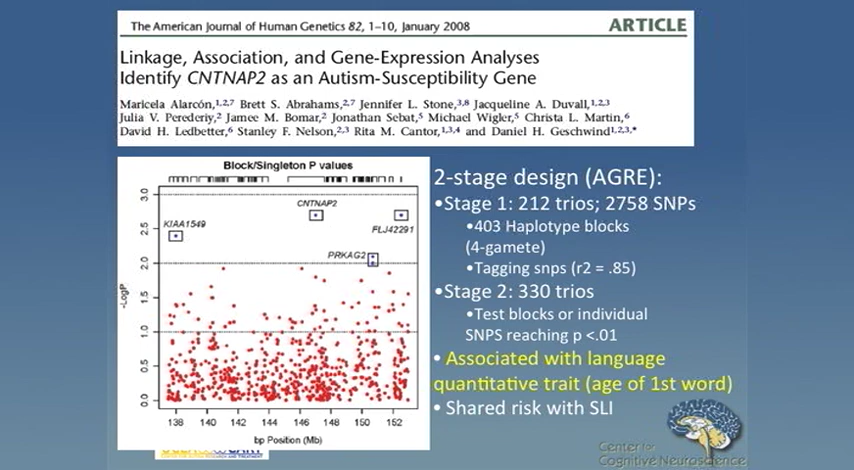 The American Journal of Human Genetics 82, 1–10, January 2008
ARTICLE
Linkage, Association, and Gene-Expression Analyses
Identify CNTNAP2 as an Autism-Susceptibility Gene
Maricela Alarcón,1,2,7 Brett S. Abrahams,2,7 Jennifer L. Stone,3,8 Jacqueline A. Duvall,1,2,3
Julia V. Perederiy,2 Jamee M. Bomar,2 Jonathan Sebat,5 Michael Wigler,5 Christa L. Martin,6
David H. Ledbetter,6 Stanley F. Nelson,2,3 Rita M. Cantor,1,3,4 and Daniel H. Geschwind1,2,3,*
Block/Singleton P values
3.0
2.5
2.0
1.5
1.0
0.5
0.0
-LogP
KIAA1549
CNTNAP2
FLJ42291
PRKAG2
138 140 142 144 146 148 150 152
bp Position (Mb)
2-stage design (AGRE):
•Stage 1: 212 trios; 2758 SNPs
•403 Haplotype blocks
(4-gamete)
•Tagging snps (r2 = .85)
•Stage 2: 330 trios
•Test blocks or individual
SNPS reaching p <.01
• Associated with language
quantitative trait (age of 1st word)
• Shared risk with SLI
Center for
Cognitive Neuroscience